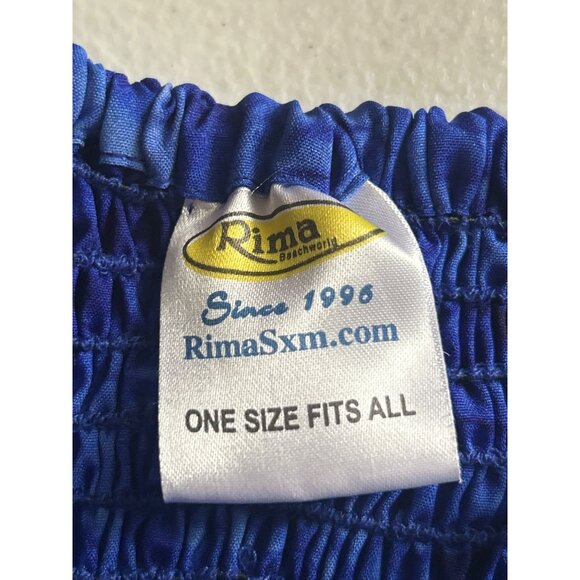 Rima
Beachworld
Since 1996
RimaSxm.com
ONE SIZE FITS ALL